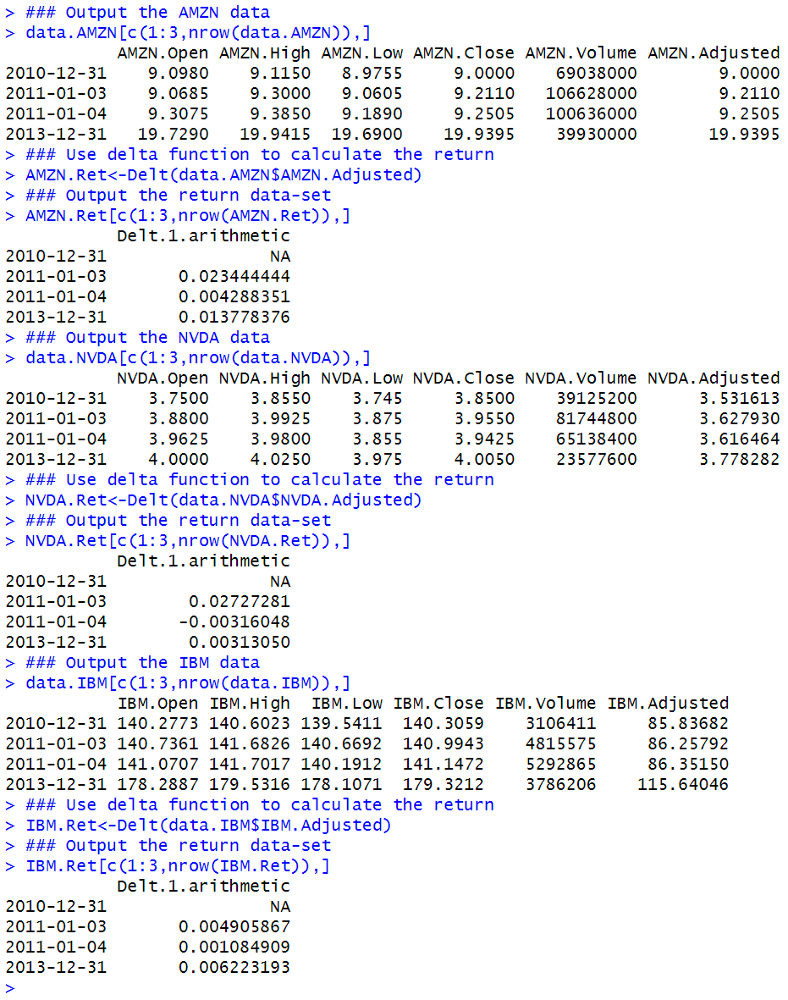 > ### Output the AMZN data
> data.AMZN[c(1:3,nrow(data.AMZN)),]
           AMZN.Open AMZN.High AMZN.Low AMZN.Close AMZN.Volume AMZN.Adjusted
2010-12-31    9.0980    9.1150   8.9755     9.0000    69038000        9.0000
2011-01-03    9.0685    9.3000   9.0605     9.2110   106628000        9.2110
2011-01-04    9.3075    9.3850   9.1890     9.2505   100636000        9.2505
2013-12-31   19.7290   19.9415  19.6900    19.9395    39930000       19.9395
> ### Use delta function to calculate the return
> AMZN.Ret<-Delt(data.AMZN$AMZN.Adjusted)
> ### Output the return data-set
> AMZN.Ret[c(1:3,nrow(AMZN.Ret)),]
           Delt.1.arithmetic
2010-12-31                NA
2011-01-03       0.023444444
2011-01-04       0.004288351
2013-12-31       0.013778376
> ### Output the NVDA data
> data.NVDA[c(1:3,nrow(data.NVDA)),]
           NVDA.Open NVDA.High NVDA.Low NVDA.Close NVDA.Volume NVDA.Adjusted
2010-12-31    3.7500    3.8550    3.745     3.8500    39125200      3.531613
2011-01-03    3.8800    3.9925    3.875     3.9550    81744800      3.627930
2011-01-04    3.9625    3.9800    3.855     3.9425    65138400      3.616464
2013-12-31    4.0000    4.0250    3.975     4.0050    23577600      3.778282
> ### Use delta function to calculate the return
> NVDA.Ret<-Delt(data.NVDA$NVDA.Adjusted)
> ### Output the return data-set
> NVDA.Ret[c(1:3,nrow(NVDA.Ret)),]
           Delt.1.arithmetic
2010-12-31                NA
2011-01-03        0.02727281
2011-01-04       -0.00316048
2013-12-31        0.00313050
> ### Output the IBM data
> data.IBM[c(1:3,nrow(data.IBM)),]
           IBM.Open IBM.High  IBM.Low IBM.Close IBM.Volume IBM.Adjusted
2010-12-31 140.2773 140.6023 139.5411  140.3059    3106411     85.83682
2011-01-03 140.7361 141.6826 140.6692  140.9943    4815575     86.25792
2011-01-04 141.0707 141.7017 140.1912  141.1472    5292865     86.35150
2013-12-31 178.2887 179.5316 178.1071  179.3212    3786206    115.64046
> ### Use delta function to calculate the return
> IBM.Ret<-Delt(data.IBM$IBM.Adjusted)
> ### Output the return data-set
> IBM.Ret[c(1:3,nrow(IBM.Ret)),]
           Delt.1.arithmetic
2010-12-31                NA
2011-01-03       0.004905867
2011-01-04       0.001084909
2013-12-31       0.006223193
>